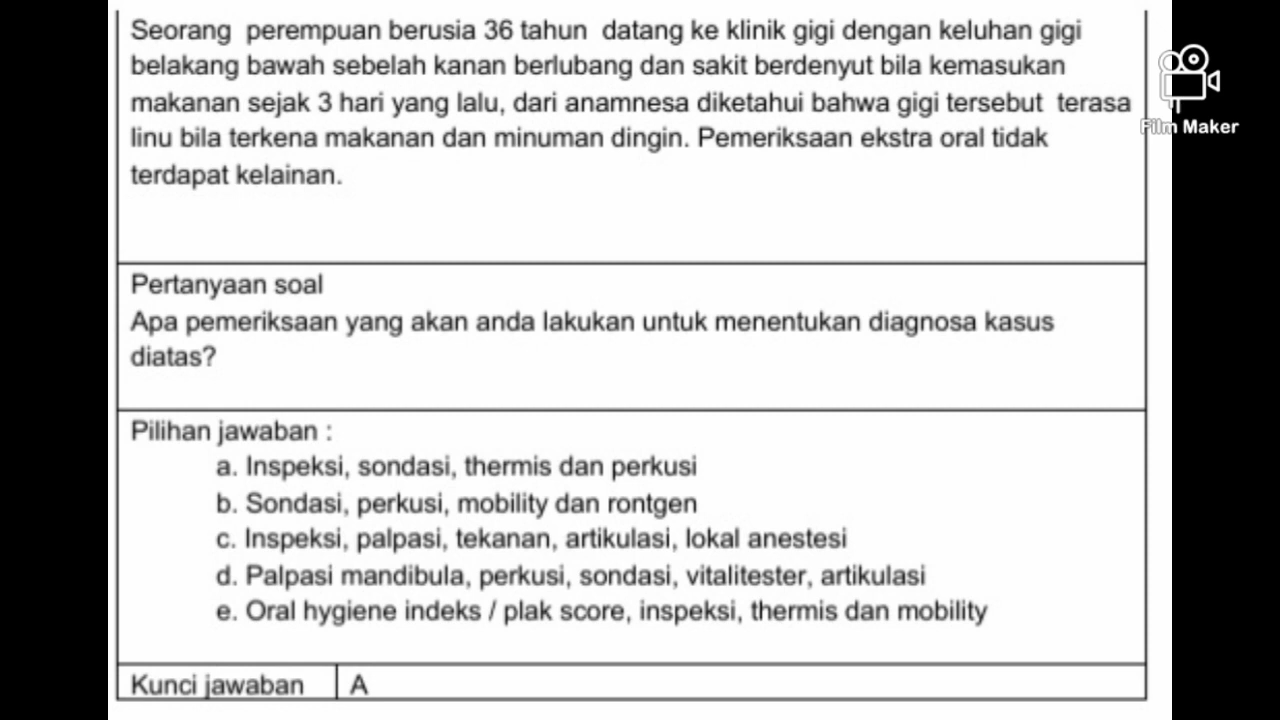 Seorang perempuan berusia 36 tahun datang ke klinik gigi dengan keluhan gigi
belakang bawah sebelah kanan berlubang dan sakit berdenyut bila kemasukan
makanan sejak 3 hari yang lalu, dari anamnesa diketahui bahwa gigi tersebut terasa
linu bila terkena makanan dan minuman dingin. Pemeriksaan ekstra oral tidak
terdapat kelainan.
Film Maker
Pertanyaan soal
Apa pemeriksaan yang akan anda lakukan untuk menentukan diagnosa kasus
diatas?
Pilihan jawaban :
a. Inspeksi, sondasi, thermis dan perkusi
b. Sondasi, perkusi, mobility dan rontgen
c. Inspeksi, palpasi, tekanan, artikulasi, lokal anestesi
d. Palpasi mandibula, perkusi, sondasi, vitalitester, artikulasi
e. Oral hygiene indeks / plak score, inspeksi, thermis dan mobility
Kunci jawaban A